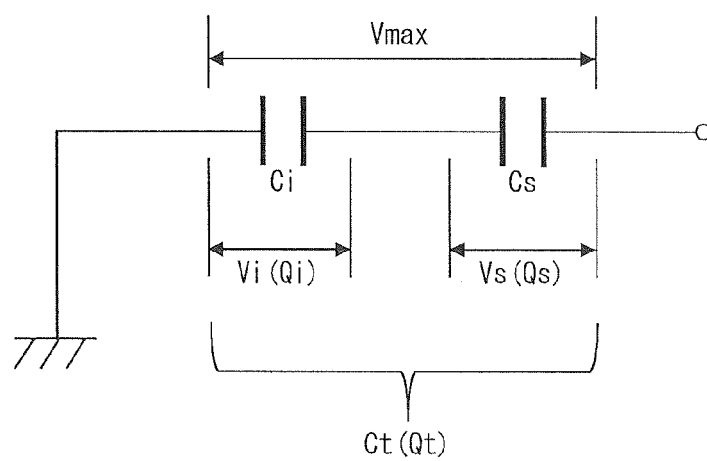 Vmax
Ci
Cs
Vi(Qi)
Vs(Qs)
Ct(Qt)